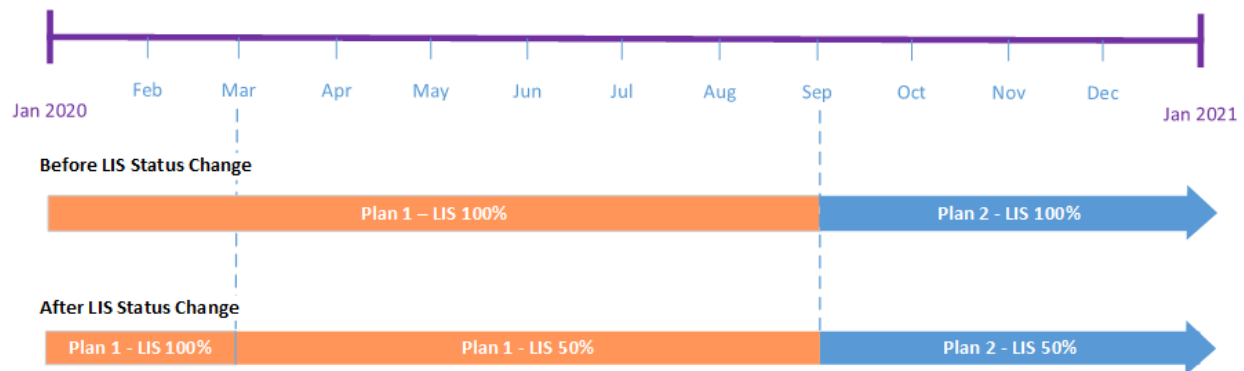 Feb Mar Apr May Jun Jul Aug Sep Oct Nov Dec
Jan 2020 Jan 2021
Before LIS Status Change
Plan 1 – LIS 100% Plan 2 - LIS 100%
After LIS Status Change
Plan 1 - LIS 100% Plan 1 - LIS 50% Plan 2 - LIS 50%